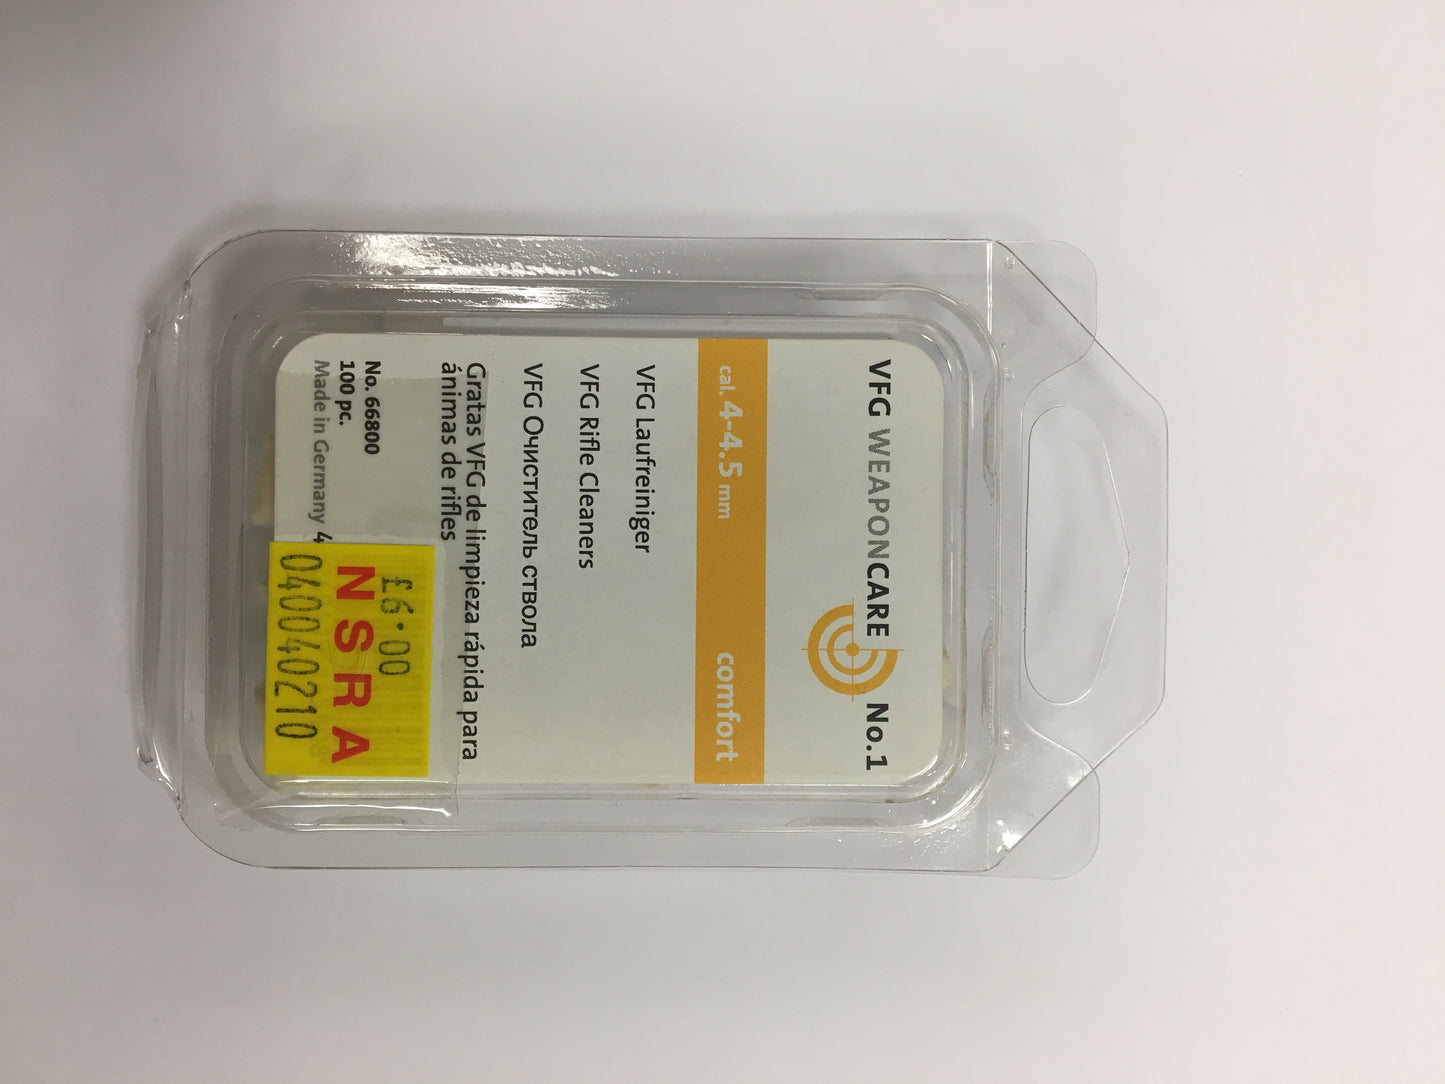 VFG WEAPONCARE No.1
cal. 4-4.5 mm comfort
VFG Laufreiniger
VFG Rifle Cleaners
VFG Очиститель ствола
Gratas VFG de limpieza rápida para
ánimas de rifles
No. 66800
100 pc.
Made in Germany 4
£6.00
NSRA
040040210